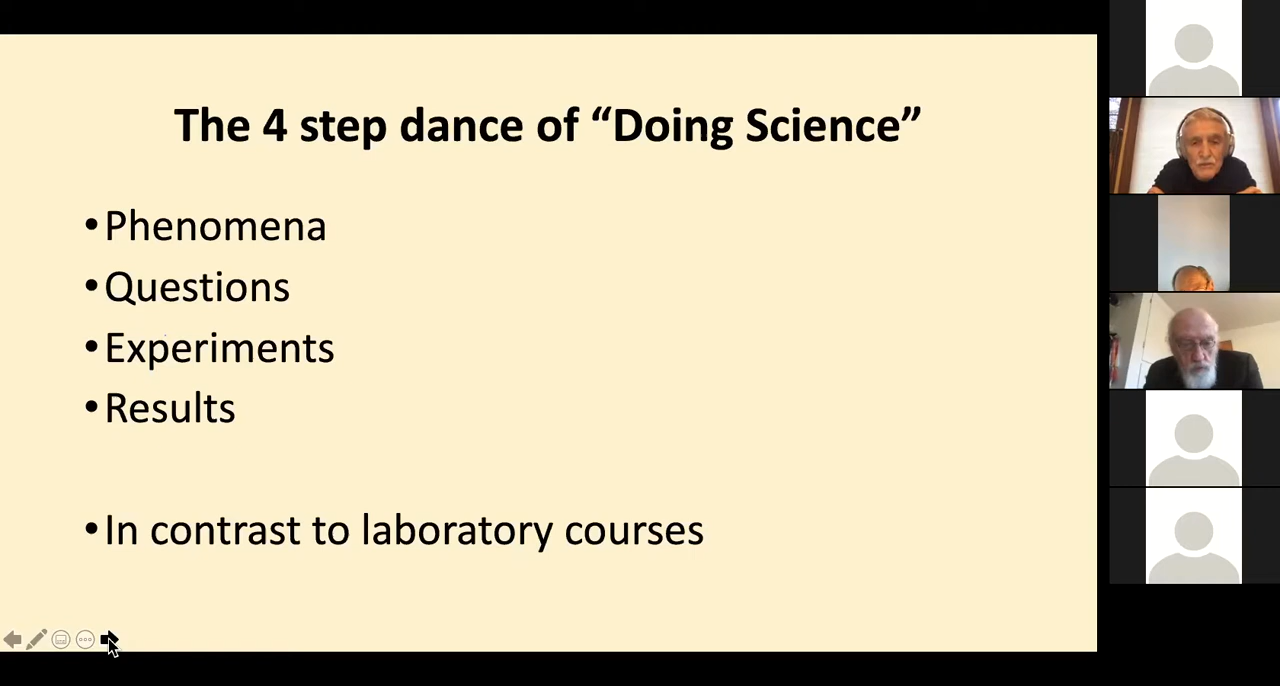 The 4 step dance of “Doing Science”
•Phenomena
•Questions
•Experiments
•Results
•In contrast to laboratory courses